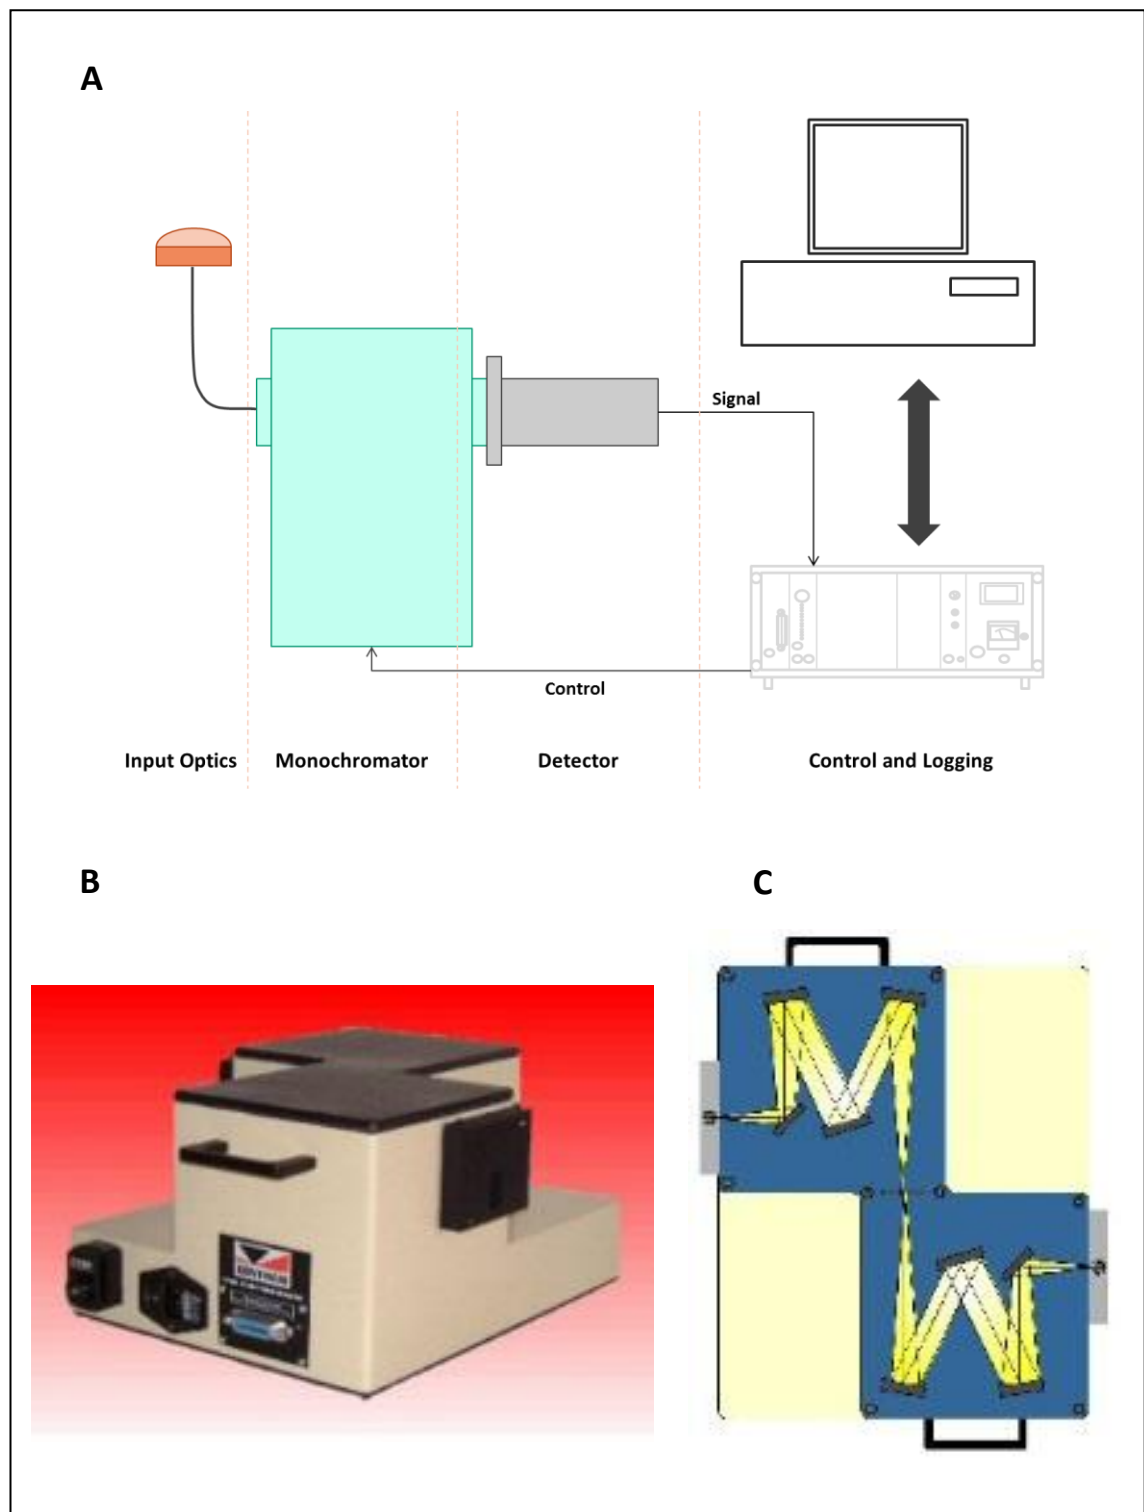 A
Signal
Control
Input Optics Monochromator Detector Control and Logging
B
C